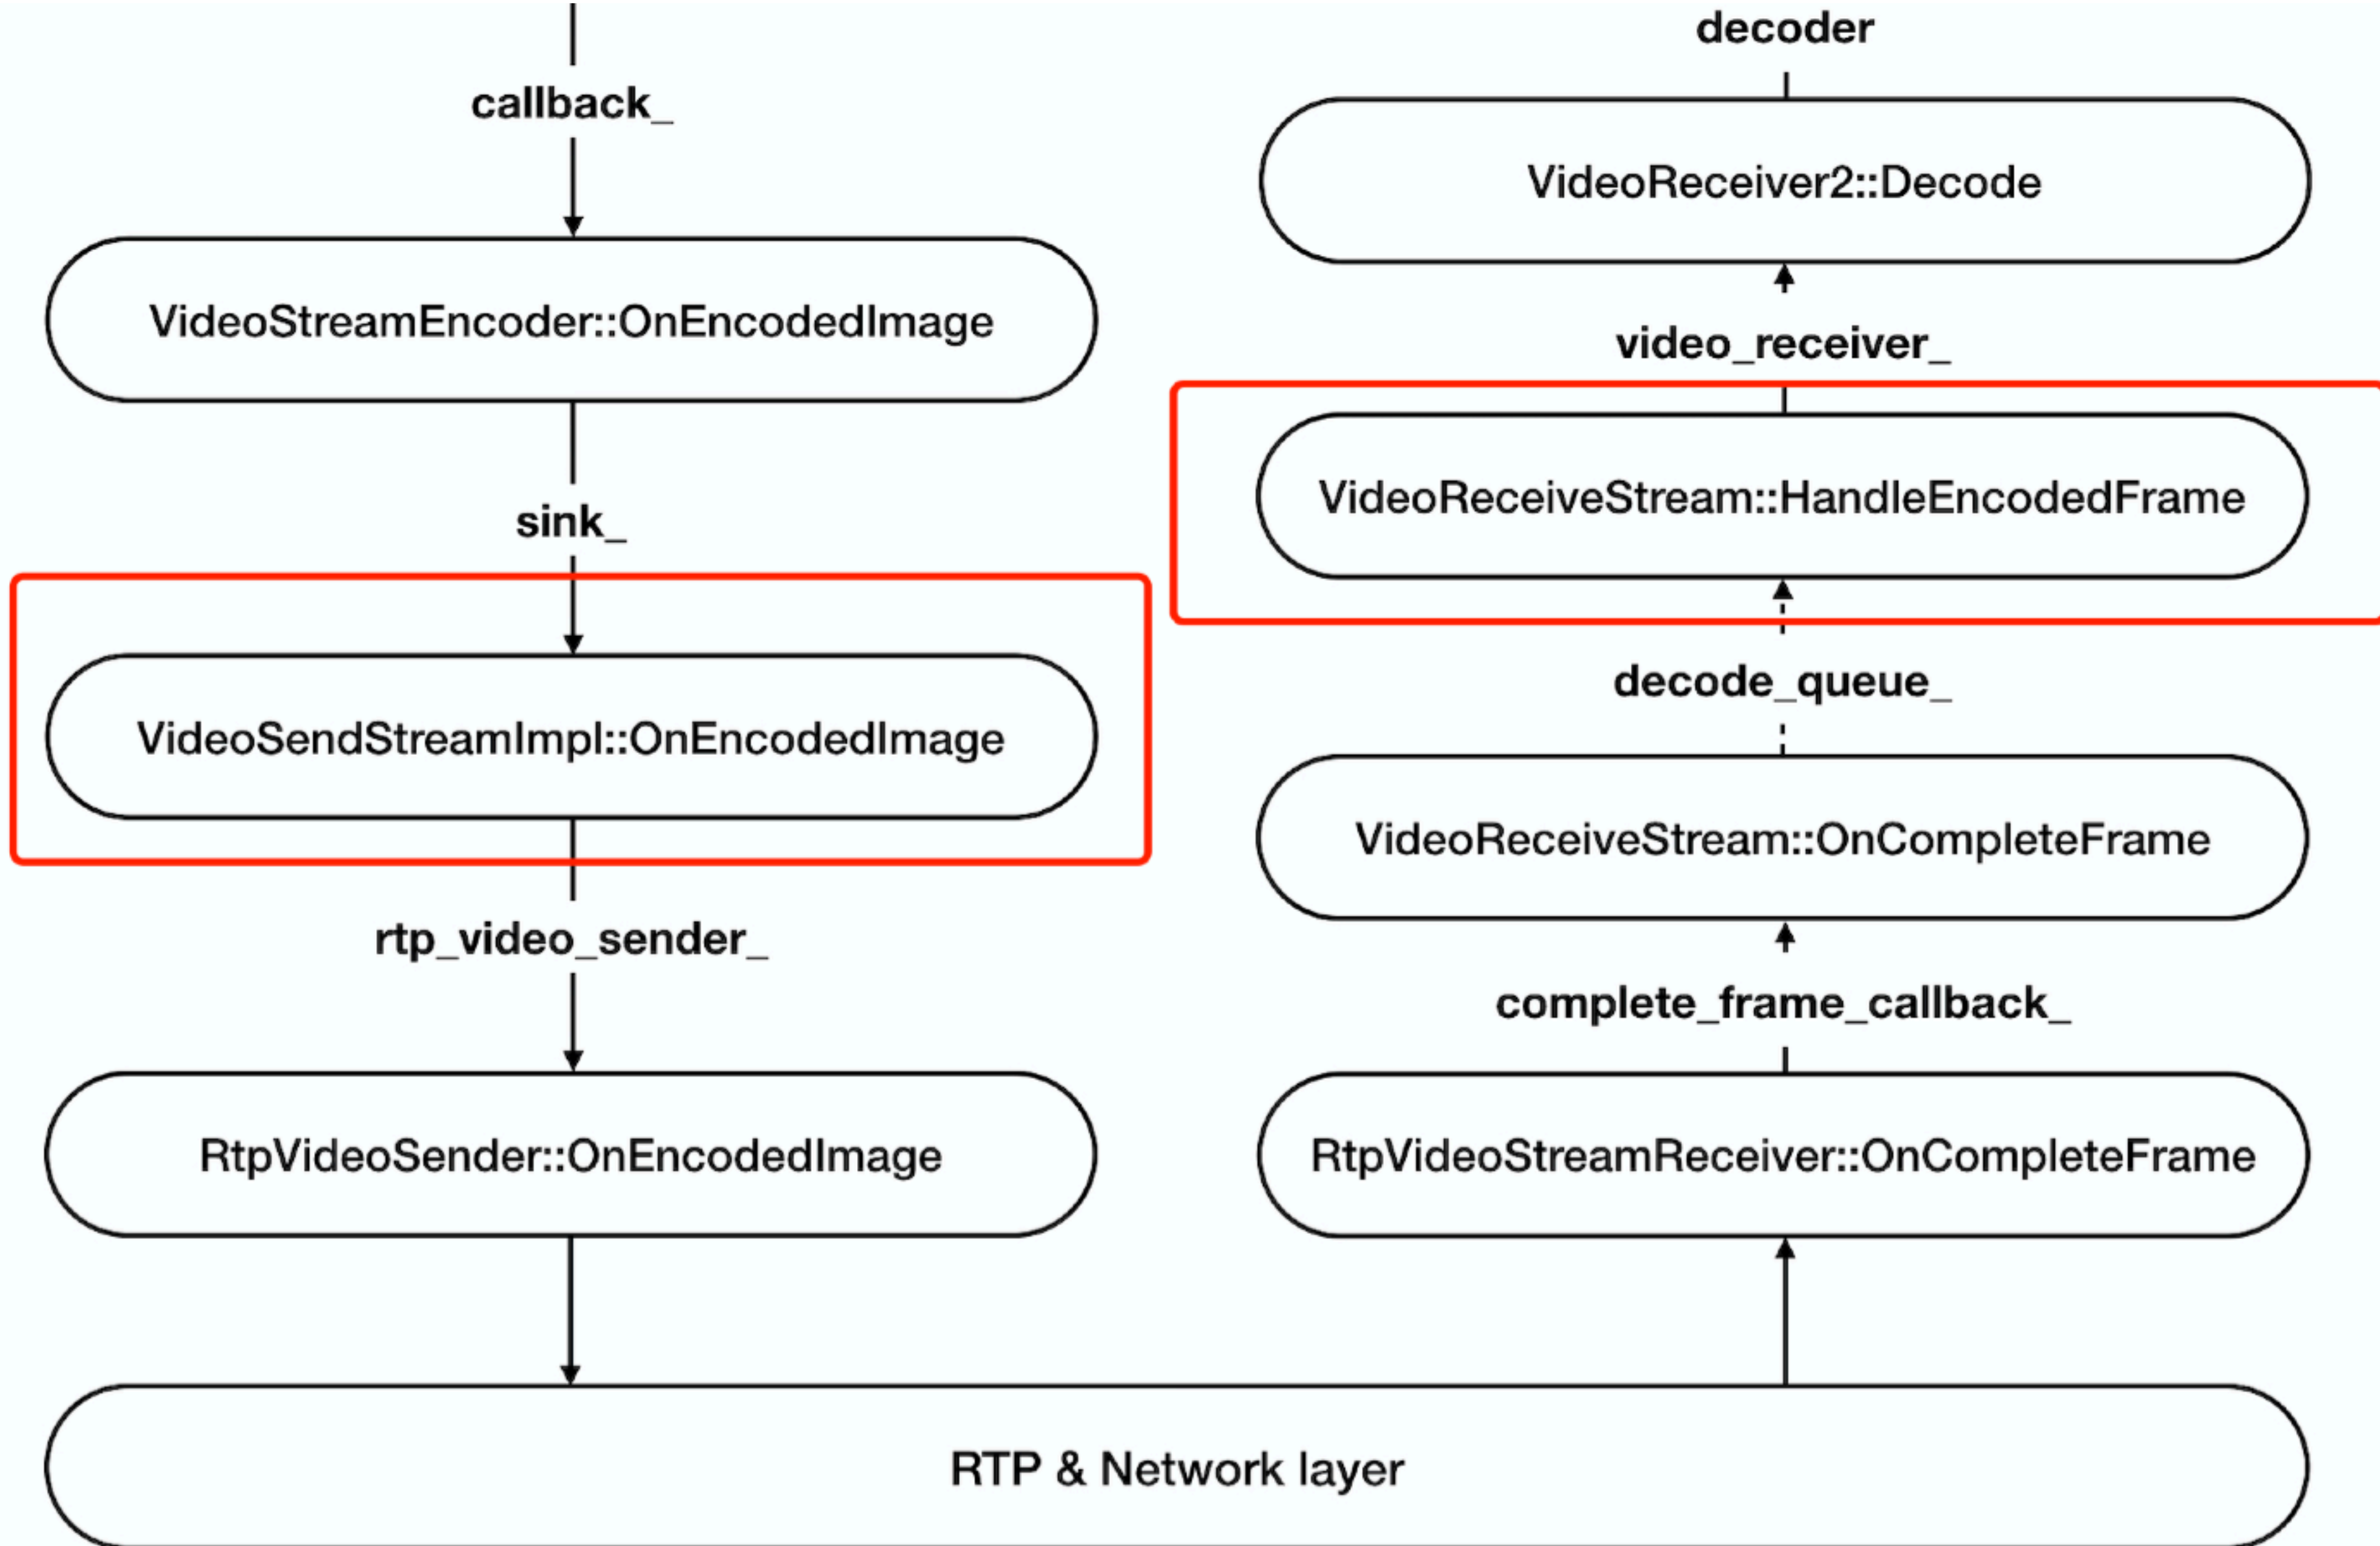 callback_
VideoStreamEncoder::OnEncodedImage
sink_
VideoSendStreamImpl::OnEncodedImage
rtp_video_sender_
RtpVideoSender::OnEncodedImage
decoder
VideoReceiver2::Decode
video_receiver_
VideoReceiveStream::HandleEncodedFrame
decode_queue_
VideoReceiveStream::OnCompleteFrame
complete_frame_callback_
RtpVideoStreamReceiver::OnCompleteFrame
RTP & Network layer